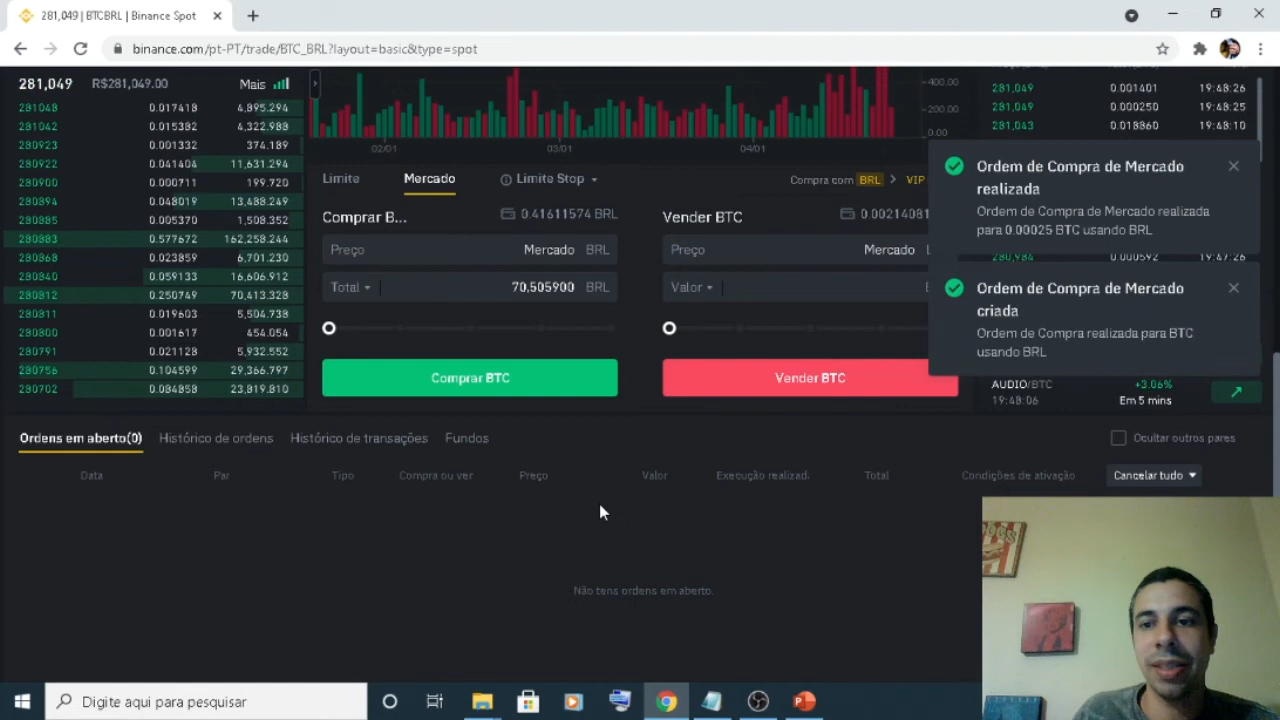 281,049 | BTCBRL | Binance Spot
binance.com/pt-PT/trade/BTC_BRL?layout=basic&type=spot
281,049 R$281,049.00 Mais
281048 0.017418 4,895.294
281042 0.015382 4,322.988
280923 0.001332 374.189
280922 0.041404 11,631.294
280900 0.000711 199.720
280894 0.048019 13,488.249
280885 0.005370 1,508.352
280883 0.577672 162,258.244
280868 0.023859 6,701.230
280840 0.059133 16,606.912
280812 0.250749 70,413.328
280811 0.019603 5,504.738
280800 0.001617 454.054
280791 0.021128 5,932.552
280756 0.104599 29,366.797
280702 0.084858 23,819.810
400.00
200.00
0.00
02/01 03/01 04/01
Limite Mercado Limite Stop
Compra com BRL > VIP
Comprar B... 0.41611574 BRL
Preço Mercado BRL
Total 70,505900 BRL
Comprar BTC
Vender BTC 0.00214081
Preço Mercado
Valor
Vender BTC
281,049 0.001401 19:48:26
281,049 0.000250 19:48:25
281,043 0.018860 19:48:10
Ordem de Compra de Mercado
realizada
Ordem de Compra de Mercado realizada
para 0.00025 BTC usando BRL
280,984 0.000592 19:47:26
Ordem de Compra de Mercado
criada
Ordem de Compra realizada para BTC
usando BRL
AUDIO/BTC +3.06%
19:48:06 Em 5 mins
Ordens em aberto(0) Histórico de ordens Histórico de transações Fundos
Ocultar outros pares
Data Par Tipo Compra ou ver Preço Valor Execução realizad. Total Condições de ativação Cancelar tudo
Não tens ordens em aberto.
Digite aqui para pesquisar